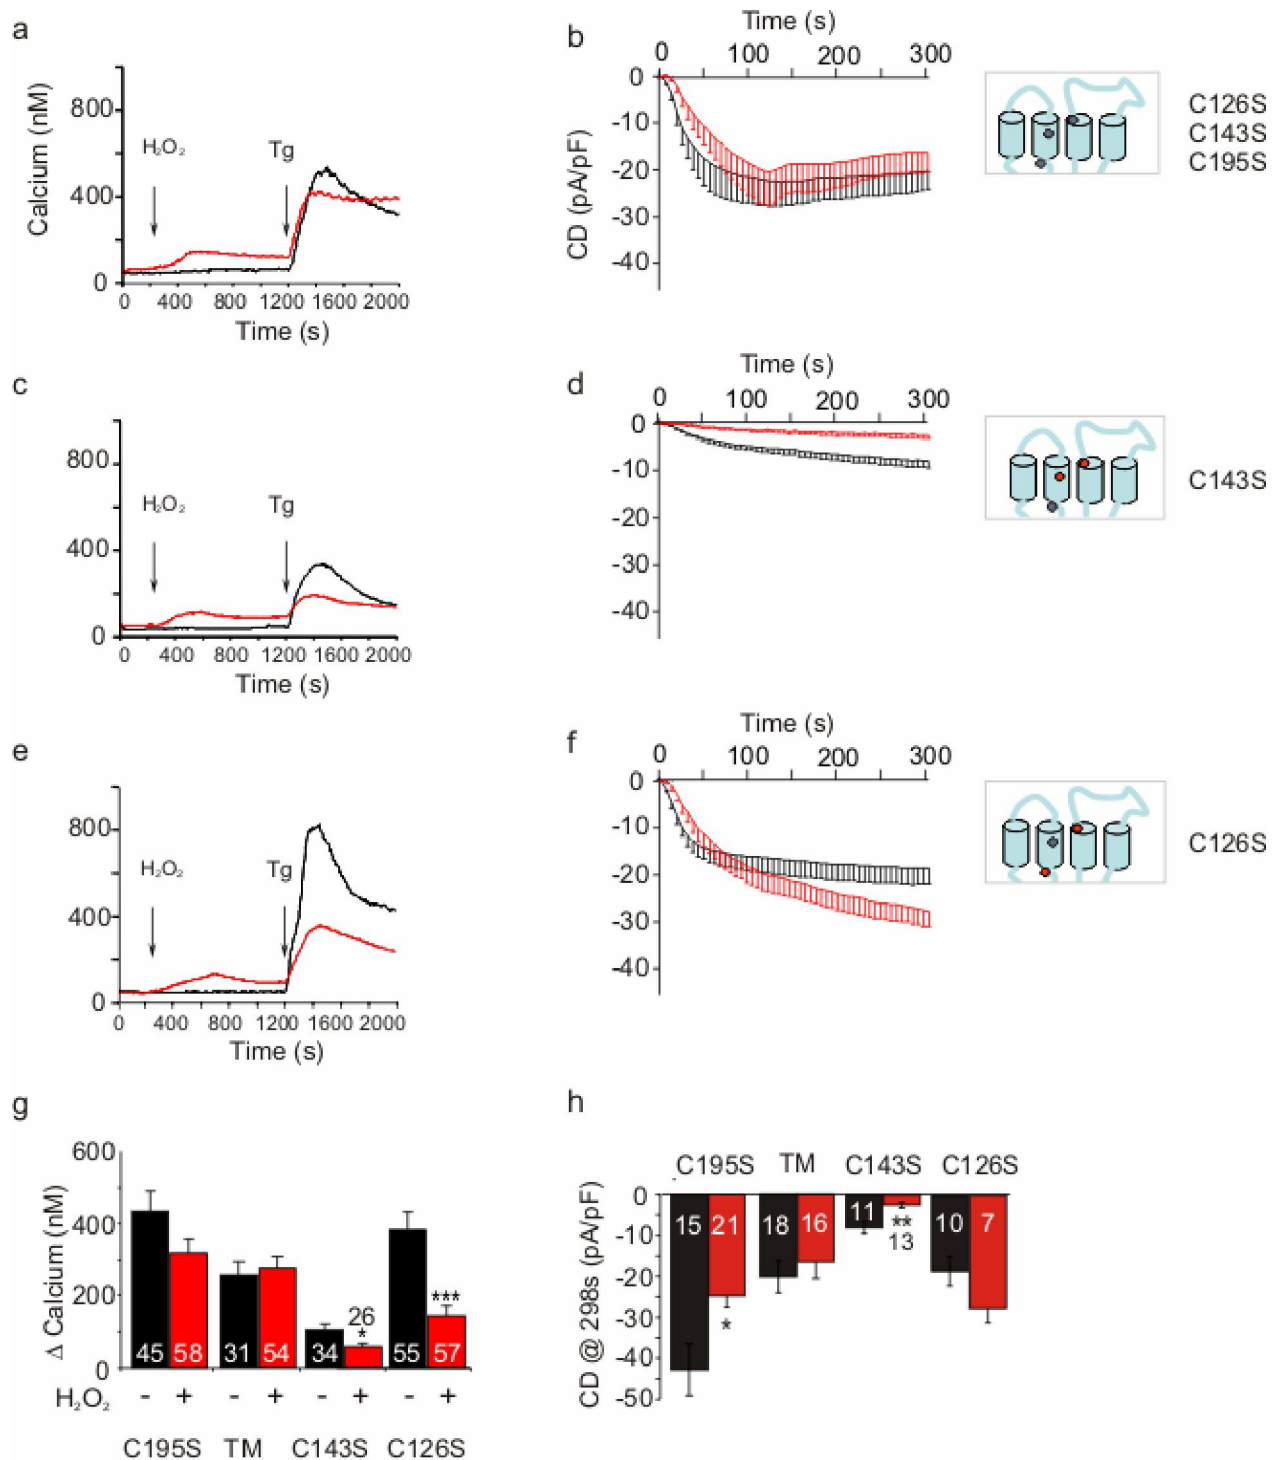 a
Calcium (nM)
800
400
0
H₂O₂
Tg
0 400 800 1200 1600 2000
Time (s)
b
Time (s)
0 100 200 300
CD (pA/pF)
0
-10
-20
-30
-40
C126S
C143S
C195S
c
800
400
0
H₂O₂
Tg
0 400 800 1200 1600 2000
Time (s)
d
Time (s)
0 100 200 300
0
-10
-20
-30
-40
C143S
e
800
400
0
H₂O₂
Tg
0 400 800 1200 1600 2000
Time (s)
f
Time (s)
0 100 200 300
0
-10
-20
-30
-40
C126S
g
Δ Calcium (nM)
600
400
200
0
26
* ***
45 58 31 54 34 55 57
H₂O₂ - + - + - + - +
C195S TM C143S C126S
h
C195S TM C143S C126S
CD @ 298s (pA/pF)
0
-10
-20
-30
-40
-50
15 21 18 16 11 10 7
**
13
*